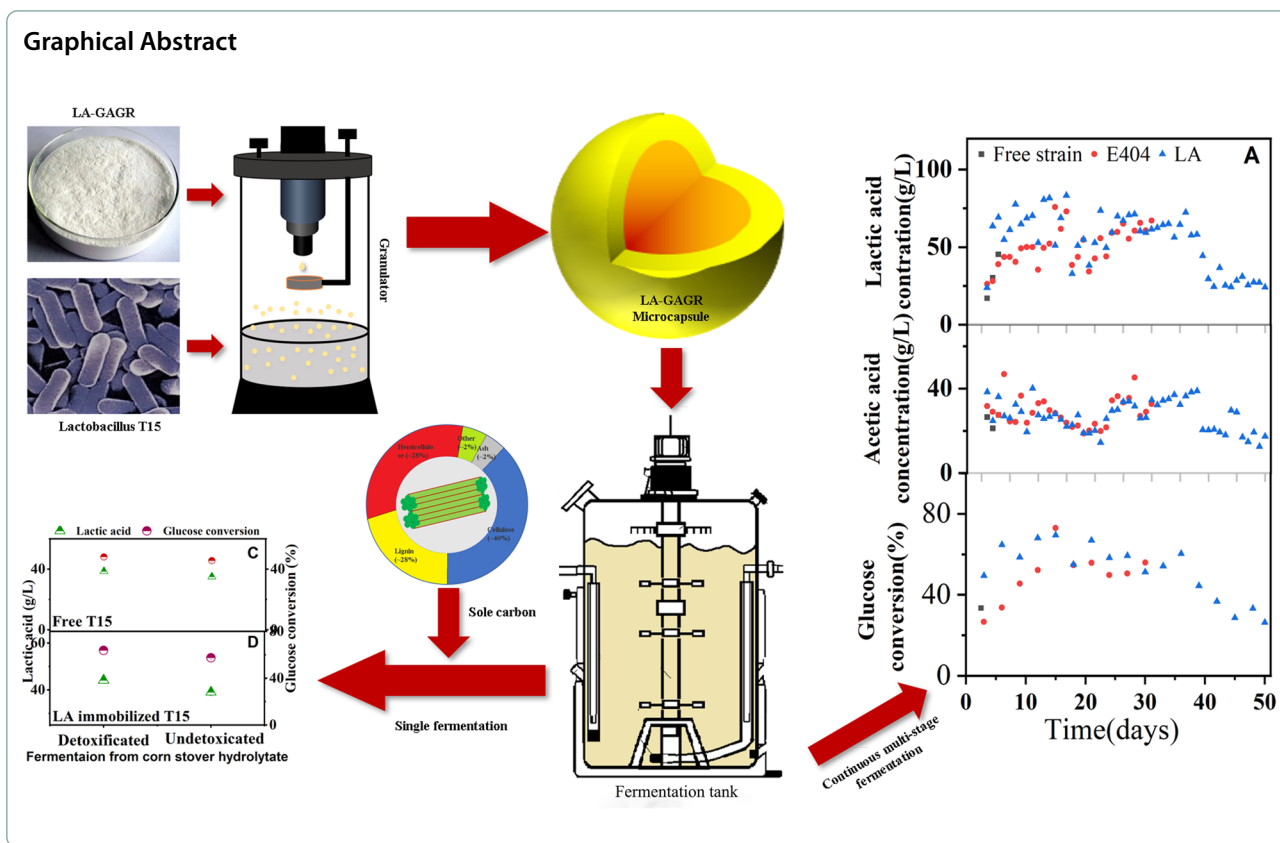 Graphical Abstract
LA-GAGR
Lactobacillus T15
Granulator
LA-GAGR
Microcapsule
Other
(~2%)
Ash
(~2%)
Cellulose
(~40%)
Lignin
(~28%)
(~28%)
Sole carbon
Single fermentation
Fermentation tank
Continuous multi-stage
fermentation
Lactic acid
Glucose conversion
C
Free T15
D
LA immobilized T15
Lactic acid (g/L)
Glucose conversion (%)
40
0
60
40
40
80
40
0
Detoxificated Undetoxicated
Fermentaion from corn stover hydrolytate
Free strain E404 LA A
Lactic acid
contration(g/L)
100
50
0
Acetic acid
concentration(g/L)
40
0
Glucose
conversion(%)
80
40
0
0 10 20 30 40 50
Time(days)